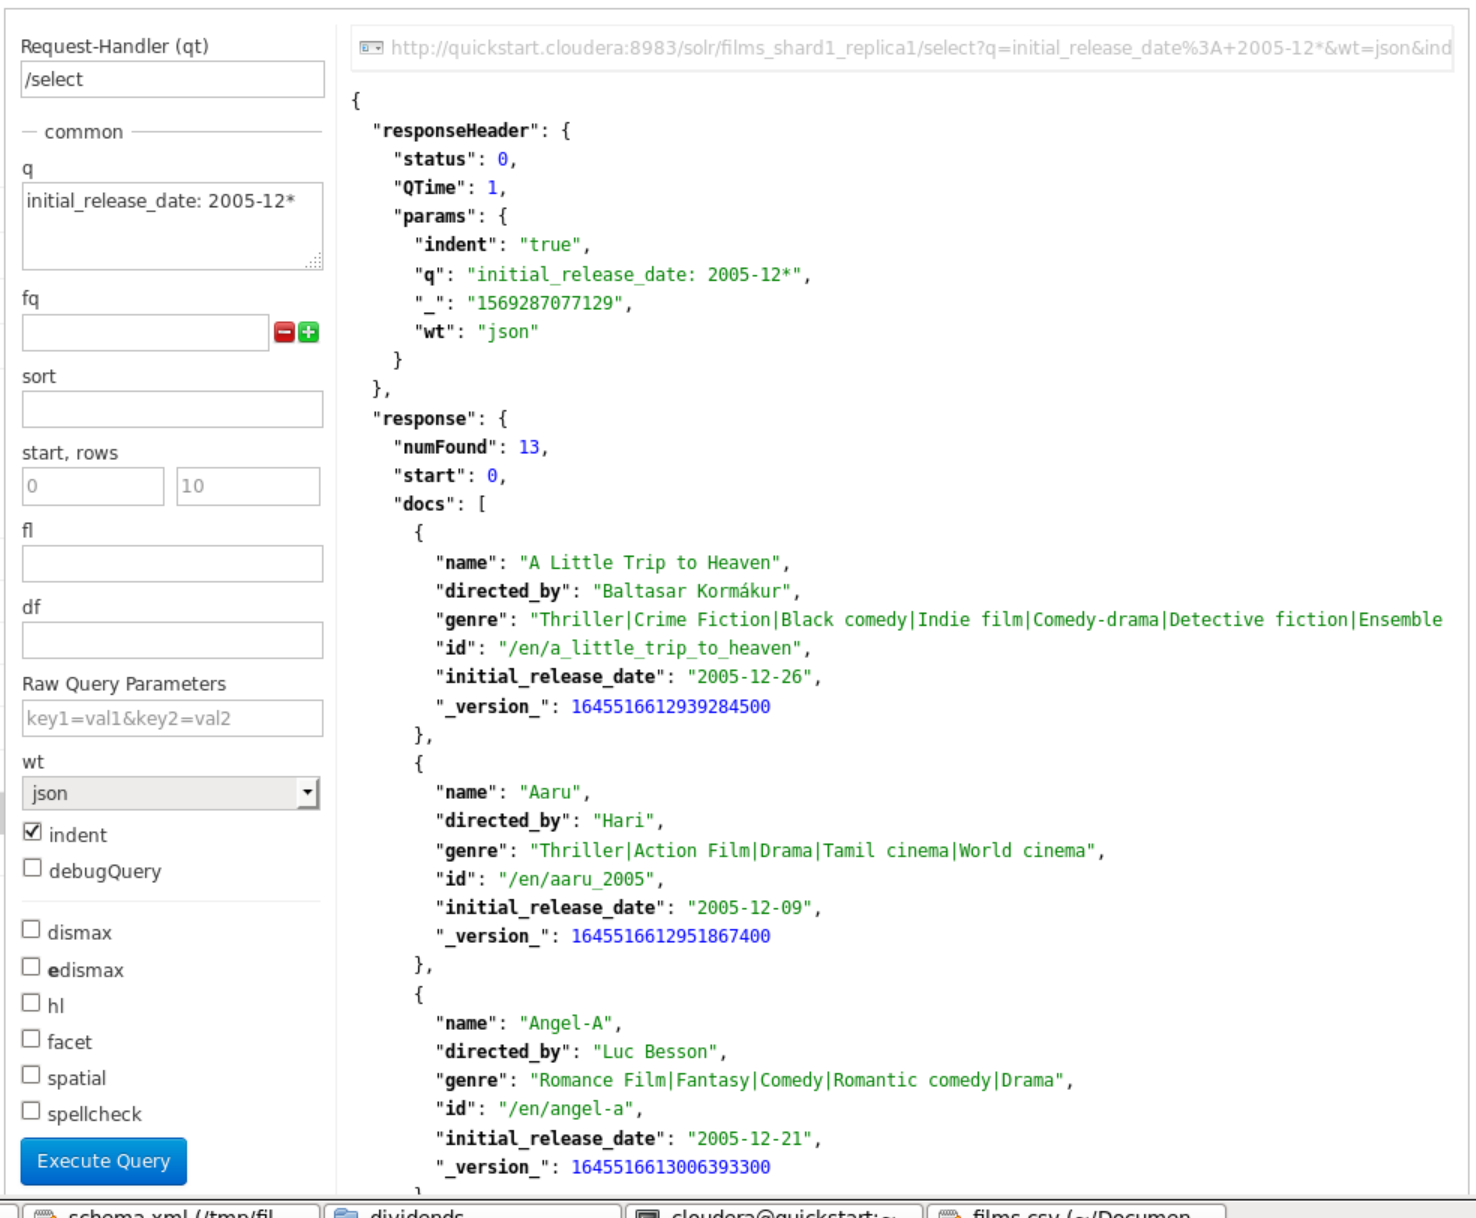 Request-Handler (qt)
/select
common
q
initial_release_date: 2005-12*
fq
sort
start, rows
0 10
fl
df
Raw Query Parameters
key1=val1&key2=val2
wt
json
indent
debugQuery
dismax
edismax
hl
facet
spatial
spellcheck
Execute Query
http://quickstart.cloudera:8983/solr/films_shard1_replica1/select?q=initial_release_date%3A+2005-12*&wt=json&ind
{
"responseHeader": {
"status": 0,
"QTime": 1,
"params": {
"indent": "true",
"q": "initial_release_date: 2005-12*",
"_": "1569287077129",
"wt": "json"
}
},
"response": {
"numFound": 13,
"start": 0,
"docs": [
{
"name": "A Little Trip to Heaven",
"directed_by": "Baltasar Kormákur",
"genre": "Thriller|Crime Fiction|Black comedy|Indie film|Comedy-drama|Detective fiction|Ensemble
"id": "/en/a_little_trip_to_heaven",
"initial_release_date": "2005-12-26",
"_version_": 1645516612939284500
},
{
"name": "Aaru",
"directed_by": "Hari",
"genre": "Thriller|Action Film|Drama|Tamil cinema|World cinema",
"id": "/en/aaru_2005",
"initial_release_date": "2005-12-09",
"_version_": 1645516612951867400
},
{
"name": "Angel-A",
"directed_by": "Luc Besson",
"genre": "Romance Film|Fantasy|Comedy|Romantic comedy|Drama",
"id": "/en/angel-a",
"initial_release_date": "2005-12-21",
"_version_": 1645516613006393300
}
schema.xml (/tmp/fil dividends cloudera@quickstart:~ films.csv (~/Documen